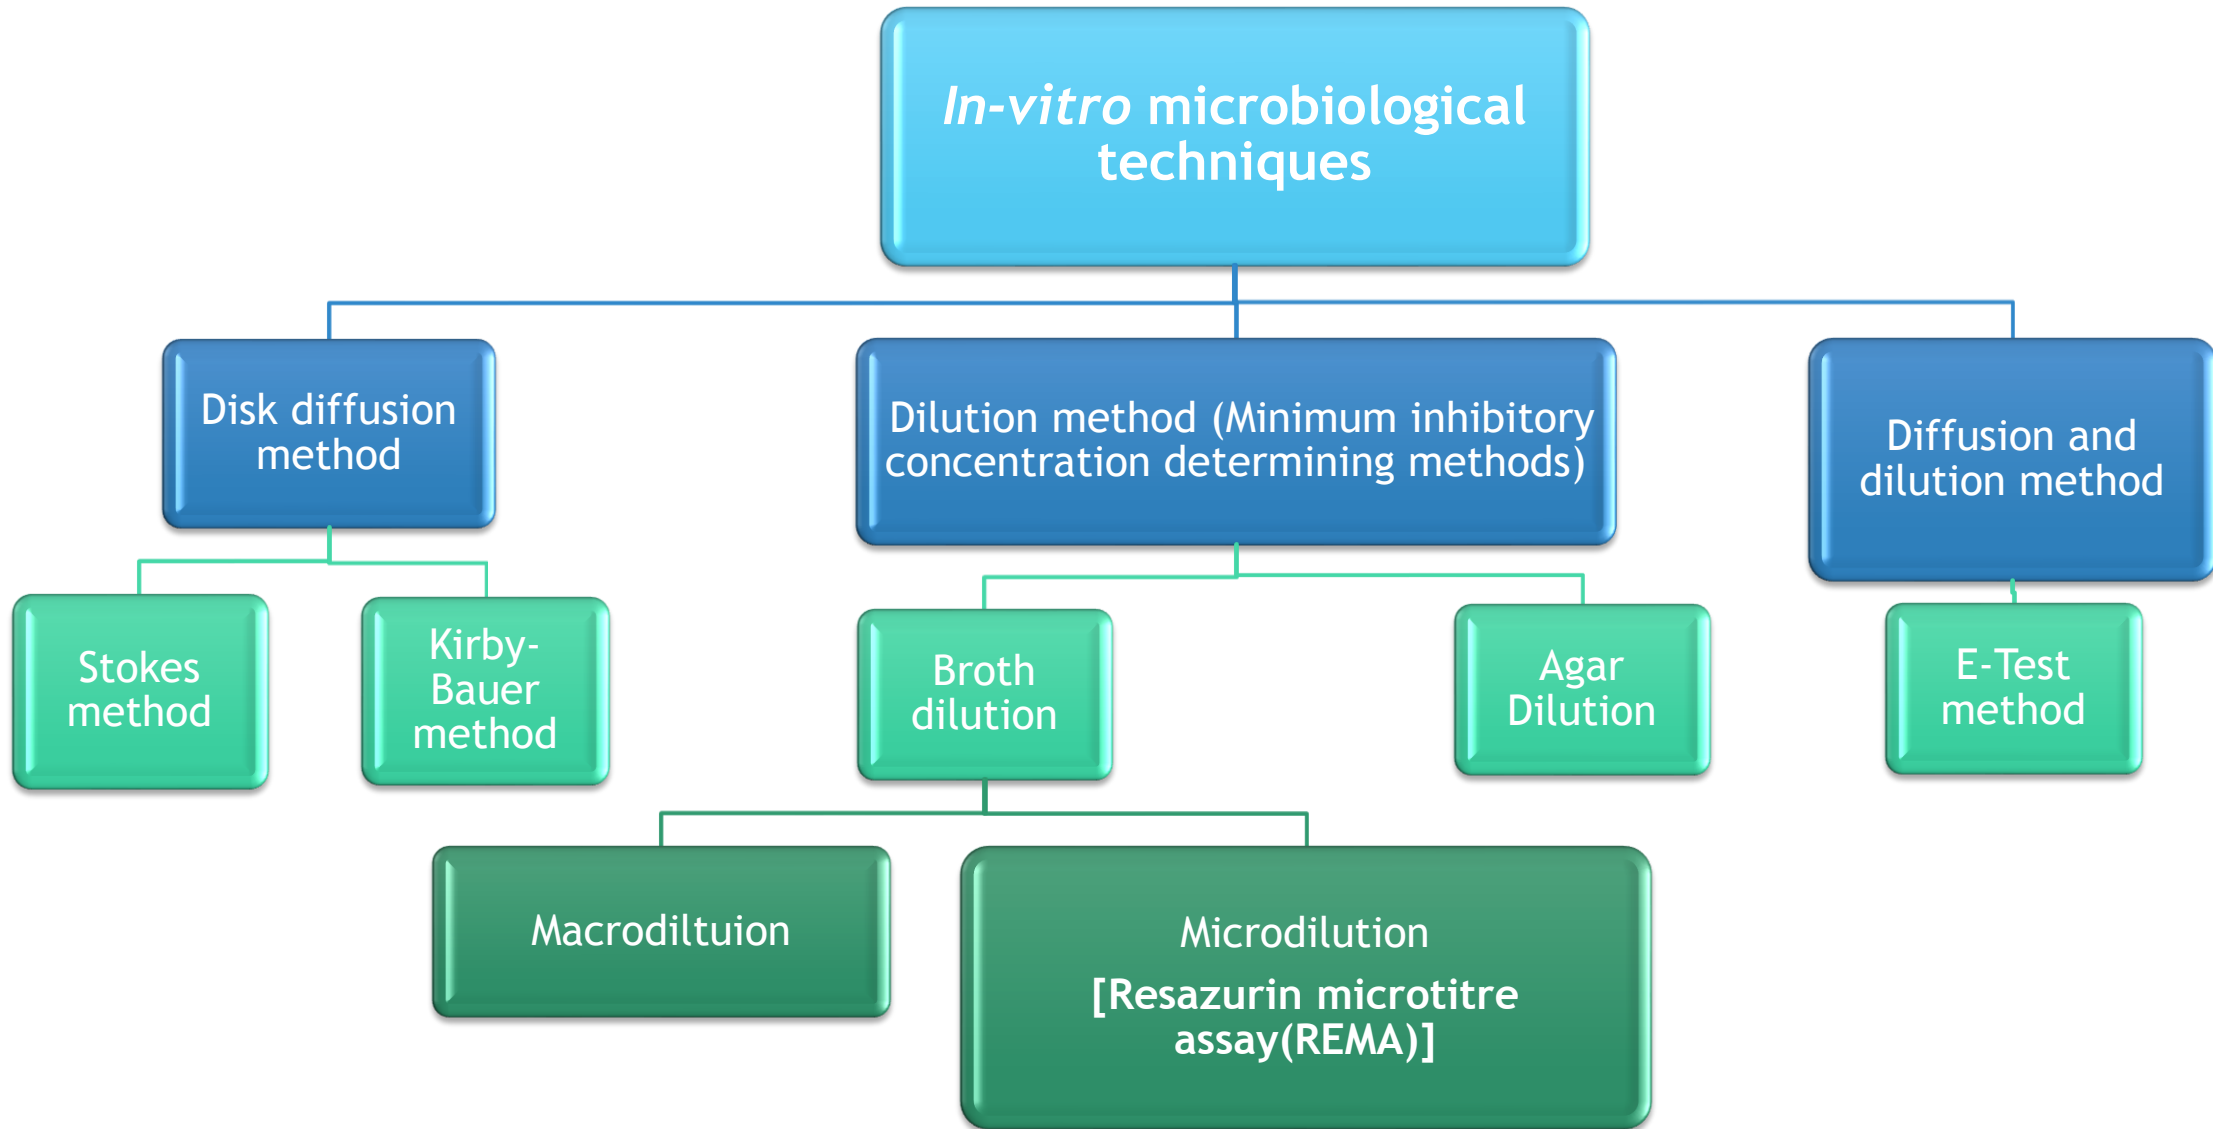 In-vitro microbiological
techniques
Disk diffusion
method
Dilution method (Minimum inhibitory
concentration determining methods)
Diffusion and
dilution method
Stokes
method
Kirby-
Bauer
method
Broth
dilution
Agar
Dilution
E-Test
method
Macrodiltuion
Microdilution
[Resazurin microtitre
assay(REMA)]